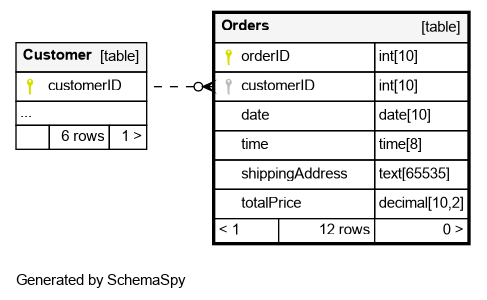 Customer [table]
customerID
...
6 rows 1 >
Orders [table]
orderID int[10]
customerID int[10]
date date[10]
time time[8]
shippingAddress text[65535]
totalPrice decimal[10,2]
< 1 12 rows 0 >
Generated by SchemaSpy